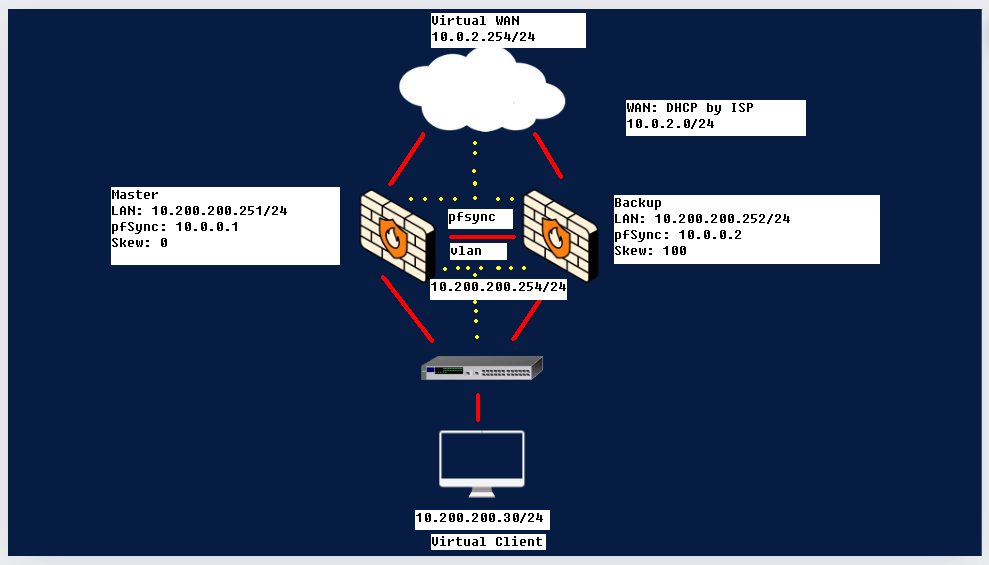 Virtual WAN
10.0.2.254/24
WAN: DHCP by ISP
10.0.2.0/24
Master
LAN: 10.200.200.251/24
pfSync: 10.0.0.1
Skew: 0
Backup
LAN: 10.200.200.252/24
pfSync: 10.0.0.2
Skew: 100
pfsync
vlan
10.200.200.254/24
10.200.200.30/24
Virtual Client